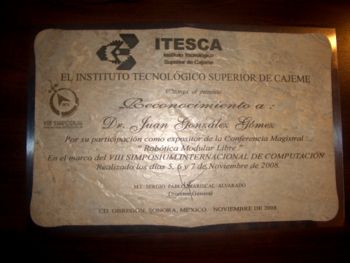 ITESCA
Instituto Tecnológico
Superior de Cajeme
EL INSTITUTO TECNOLÓGICO SUPERIOR DE CAJEME
Otorga el presente
Reconocimiento a:
Dr. Juan González Gómez
Por su participación como expositor de la Conferencia Magistral
"Robótica Modular Libre"
En el marco del VIII SIMPOSIUM INTERNACIONAL DE COMPUTACIÓN
Realizado los días 5, 6 y 7 de Noviembre de 2008.
M.T. SERGIO PABLO MARISCAL ALVARADO
Director General
CD. OBREGÓN, SONORA, MÉXICO NOVIEMBRE DE 2008